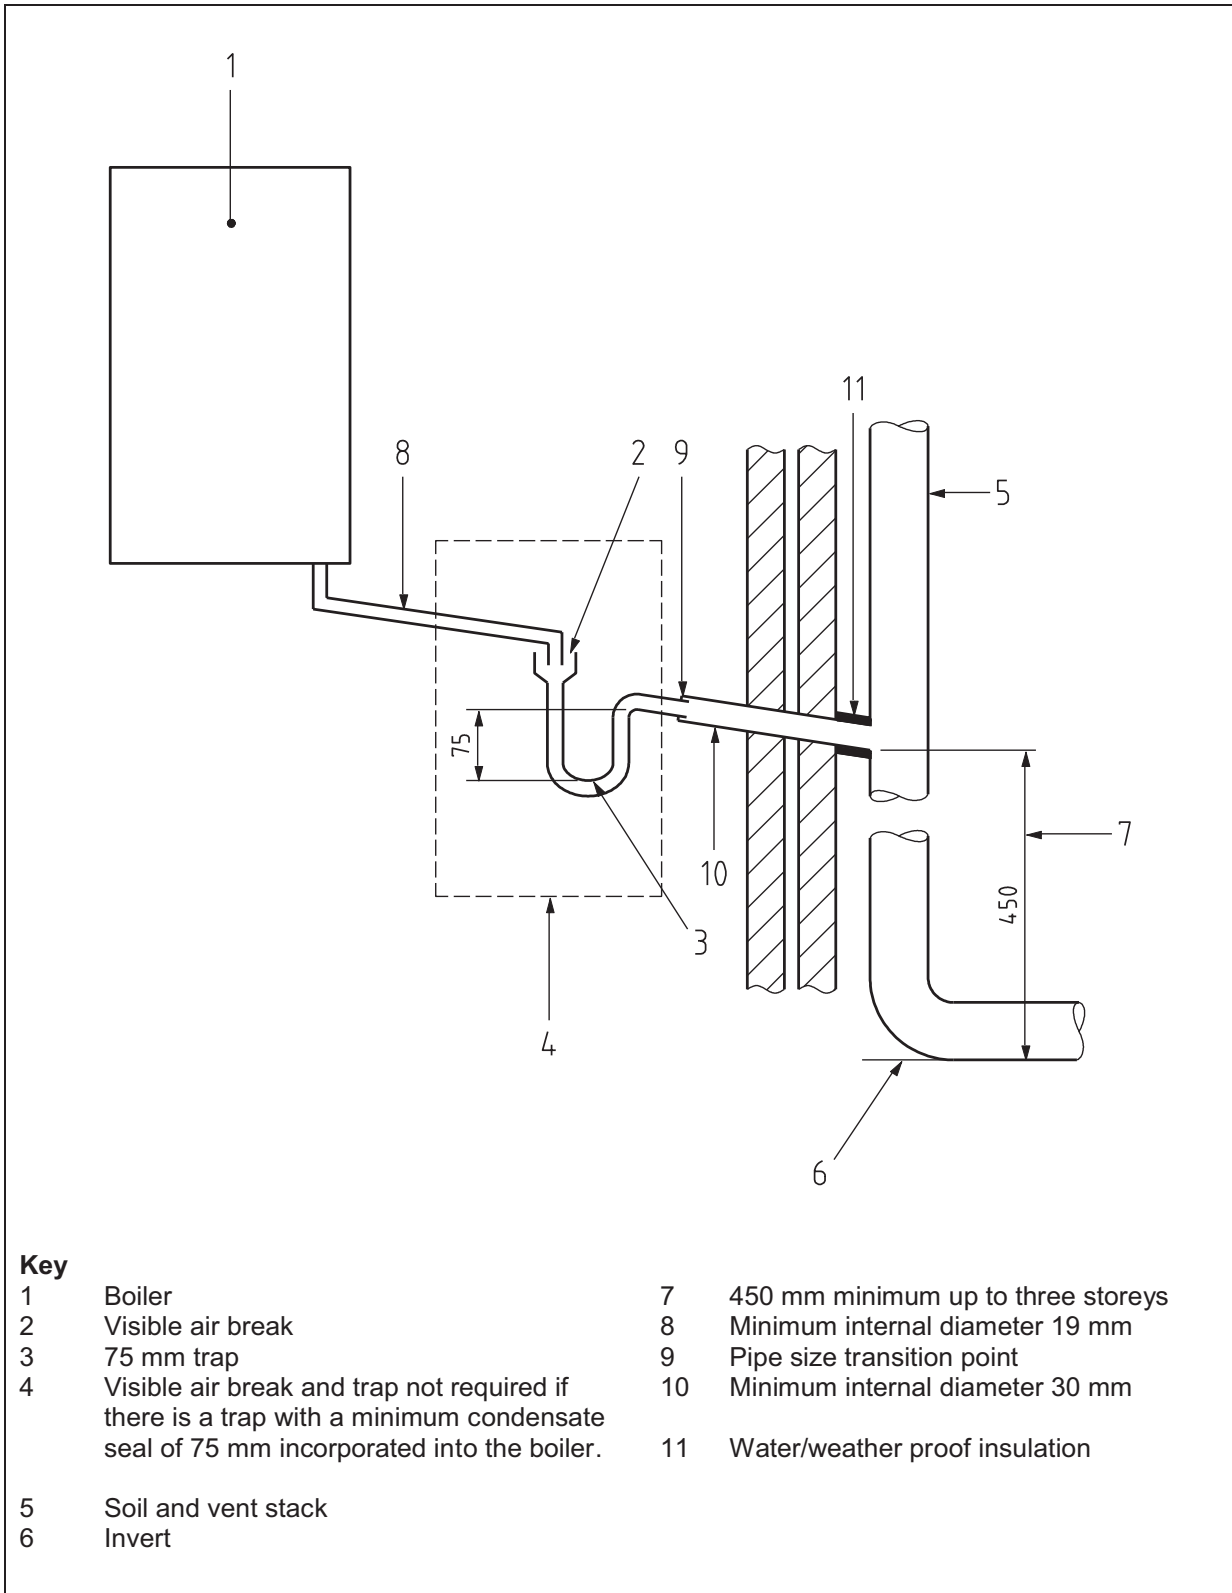 1
11
8
2
9
5
75
7
10
450
3
4
6
Key
1 Boiler
2 Visible air break
3 75 mm trap
4 Visible air break and trap not required if
there is a trap with a minimum condensate
seal of 75 mm incorporated into the boiler.
5 Soil and vent stack
6 Invert
7 450 mm minimum up to three storeys
8 Minimum internal diameter 19 mm
9 Pipe size transition point
10 Minimum internal diameter 30 mm
11 Water/weather proof insulation